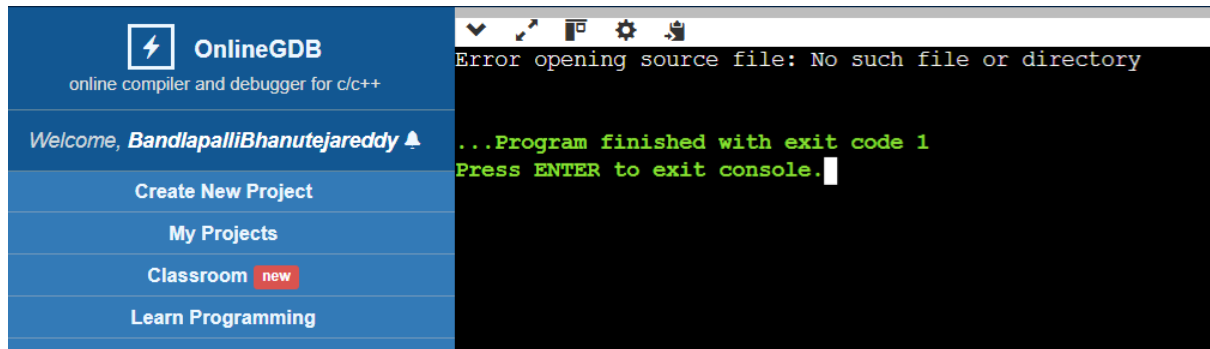 OnlineGDB
online compiler and debugger for c/c++
Welcome, BandlapalliBhanutejareddy
Create New Project
My Projects
Classroom new
Learn Programming
Error opening source file: No such file or directory
...Program finished with exit code 1
Press ENTER to exit console.